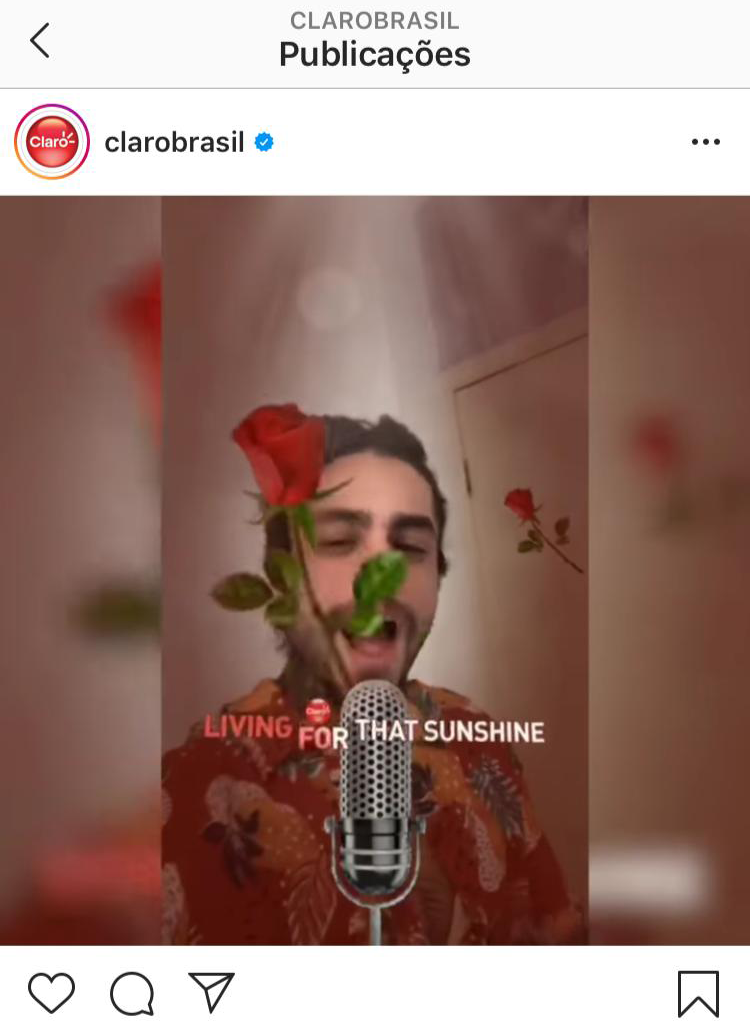 CLAROBRASIL
Publicações
Claro
clarobrasil
LIVING FOR THAT SUNSHINE